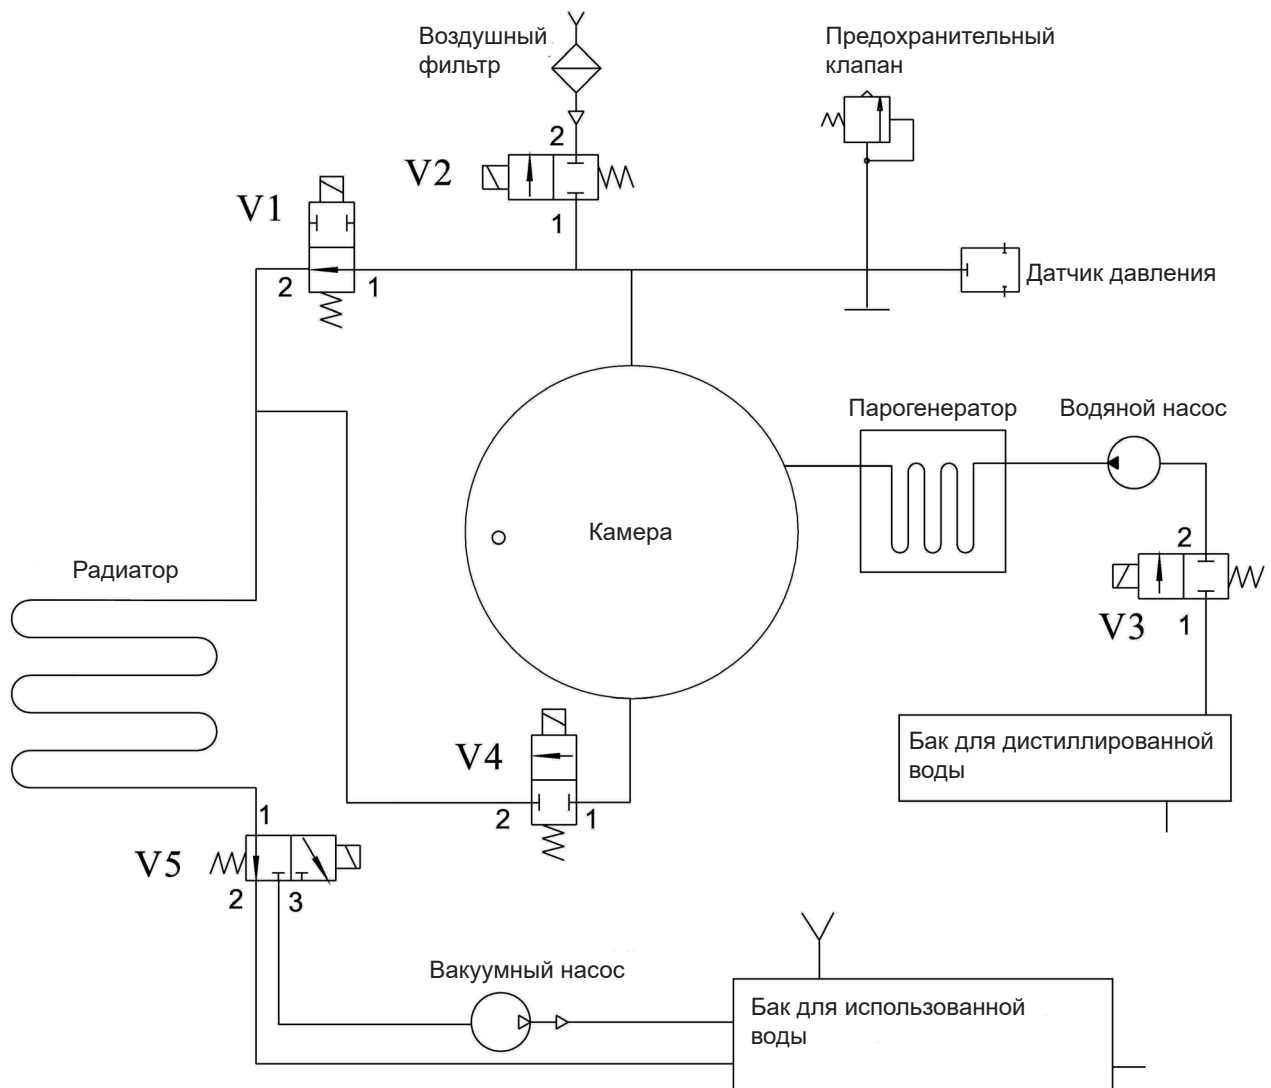 Воздушный
фильтр
Предохранительный
клапан
2
V2
1
V1
2
1
Датчик давления
Парогенератор
Водяной насос
Камера
2
V3
1
Радиатор
Бак для дистиллированной
воды
V4
2
1
1
V5
2
3
Вакуумный насос
Бак для использованной
воды